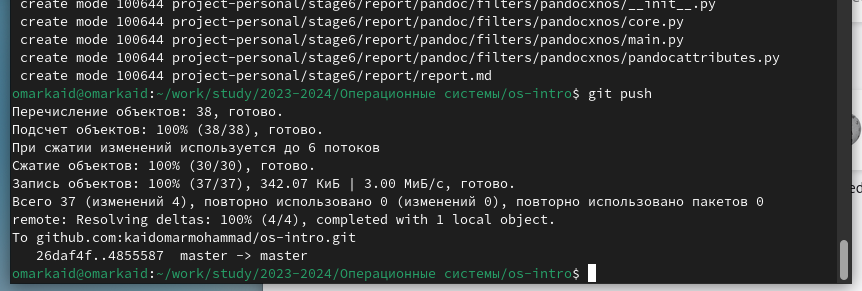 create mode 100644 project-personal/stage6/report/pandoc/filters/pandocxnos/__init__.py
create mode 100644 project-personal/stage6/report/pandoc/filters/pandocxnos/core.py
create mode 100644 project-personal/stage6/report/pandoc/filters/pandocxnos/main.py
create mode 100644 project-personal/stage6/report/pandoc/filters/pandocxnos/pandocattributes.py
create mode 100644 project-personal/stage6/report/report.md
omarkaid@omarkaid:~/work/study/2023-2024/Операционные системы/os-intro$ git push
Перечисление объектов: 38, готово.
Подсчет объектов: 100% (38/38), готово.
При сжатии изменений используется до 6 потоков
Сжатие объектов: 100% (30/30), готово.
Запись объектов: 100% (37/37), 342.07 КиБ | 3.00 МиБ/с, готово.
Всего 37 (изменений 4), повторно использовано 0 (изменений 0), повторно использовано пакетов 0
remote: Resolving deltas: 100% (4/4), completed with 1 local object.
To github.com:kaidomarmohammad/os-intro.git
26daf4f..4855587  master -> master
omarkaid@omarkaid:~/work/study/2023-2024/Операционные системы/os-intro$